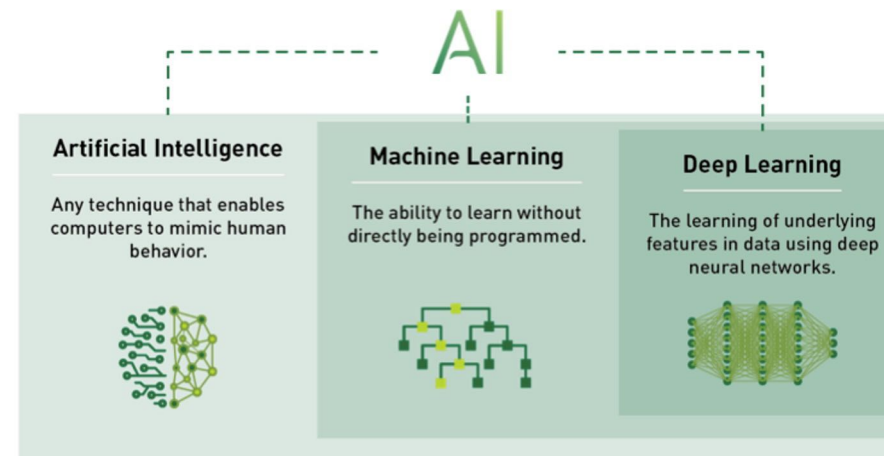 AI
Artificial Intelligence
Any technique that enables
computers to mimic human
behavior.
Machine Learning
The ability to learn without
directly being programmed.
Deep Learning
The learning of underlying
features in data using deep
neural networks.